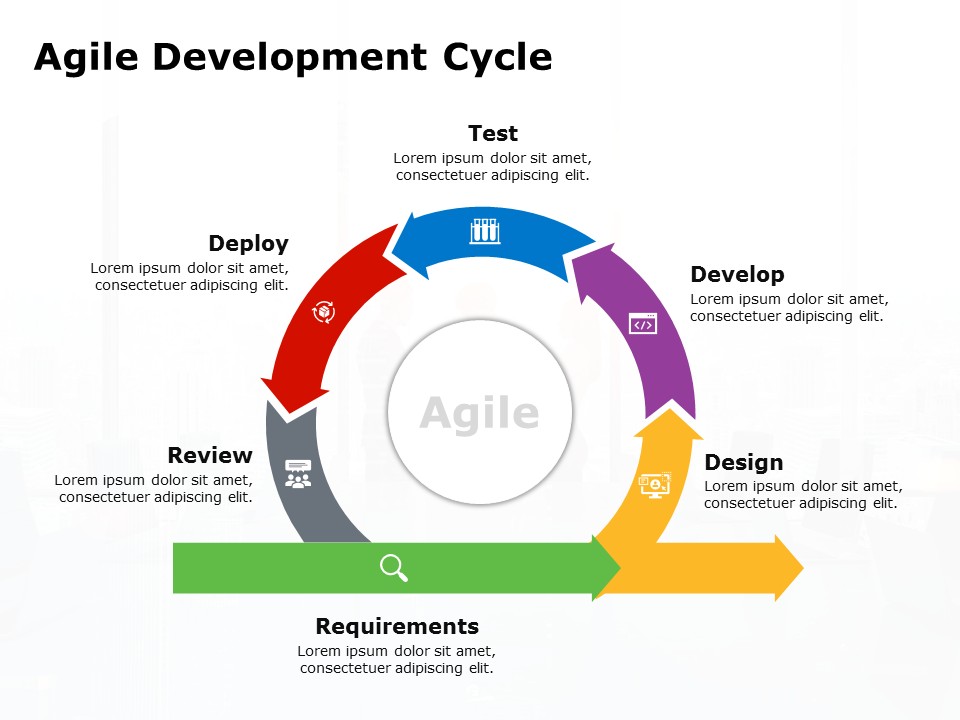 Agile Development Cycle
Test
Lorem ipsum dolor sit amet,
consectetuer adipiscing elit.
Deploy
Lorem ipsum dolor sit amet,
consectetuer adipiscing elit.
Develop
Lorem ipsum dolor sit amet,
consectetuer adipiscing elit.
Agile
Review
Lorem ipsum dolor sit amet,
consectetuer adipiscing elit.
Design
Lorem ipsum dolor sit amet,
consectetuer adipiscing elit.
Requirements
Lorem ipsum dolor sit amet,
consectetuer adipiscing elit.